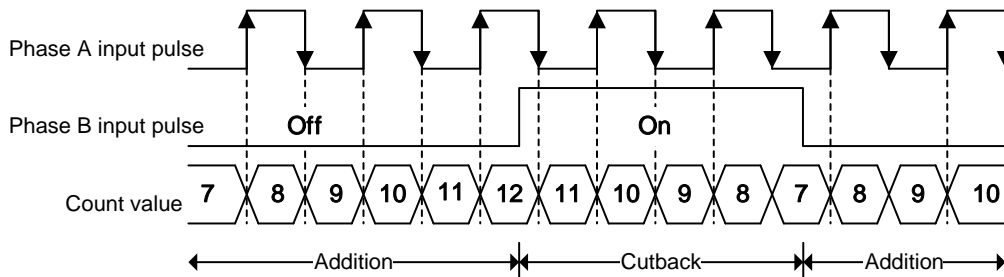 Phase A input pulse
Phase B input pulse
Off
On
Count value
7 8 9 10 11 12 11 10 9 8 7 8 9 10
Addition Cutback Addition